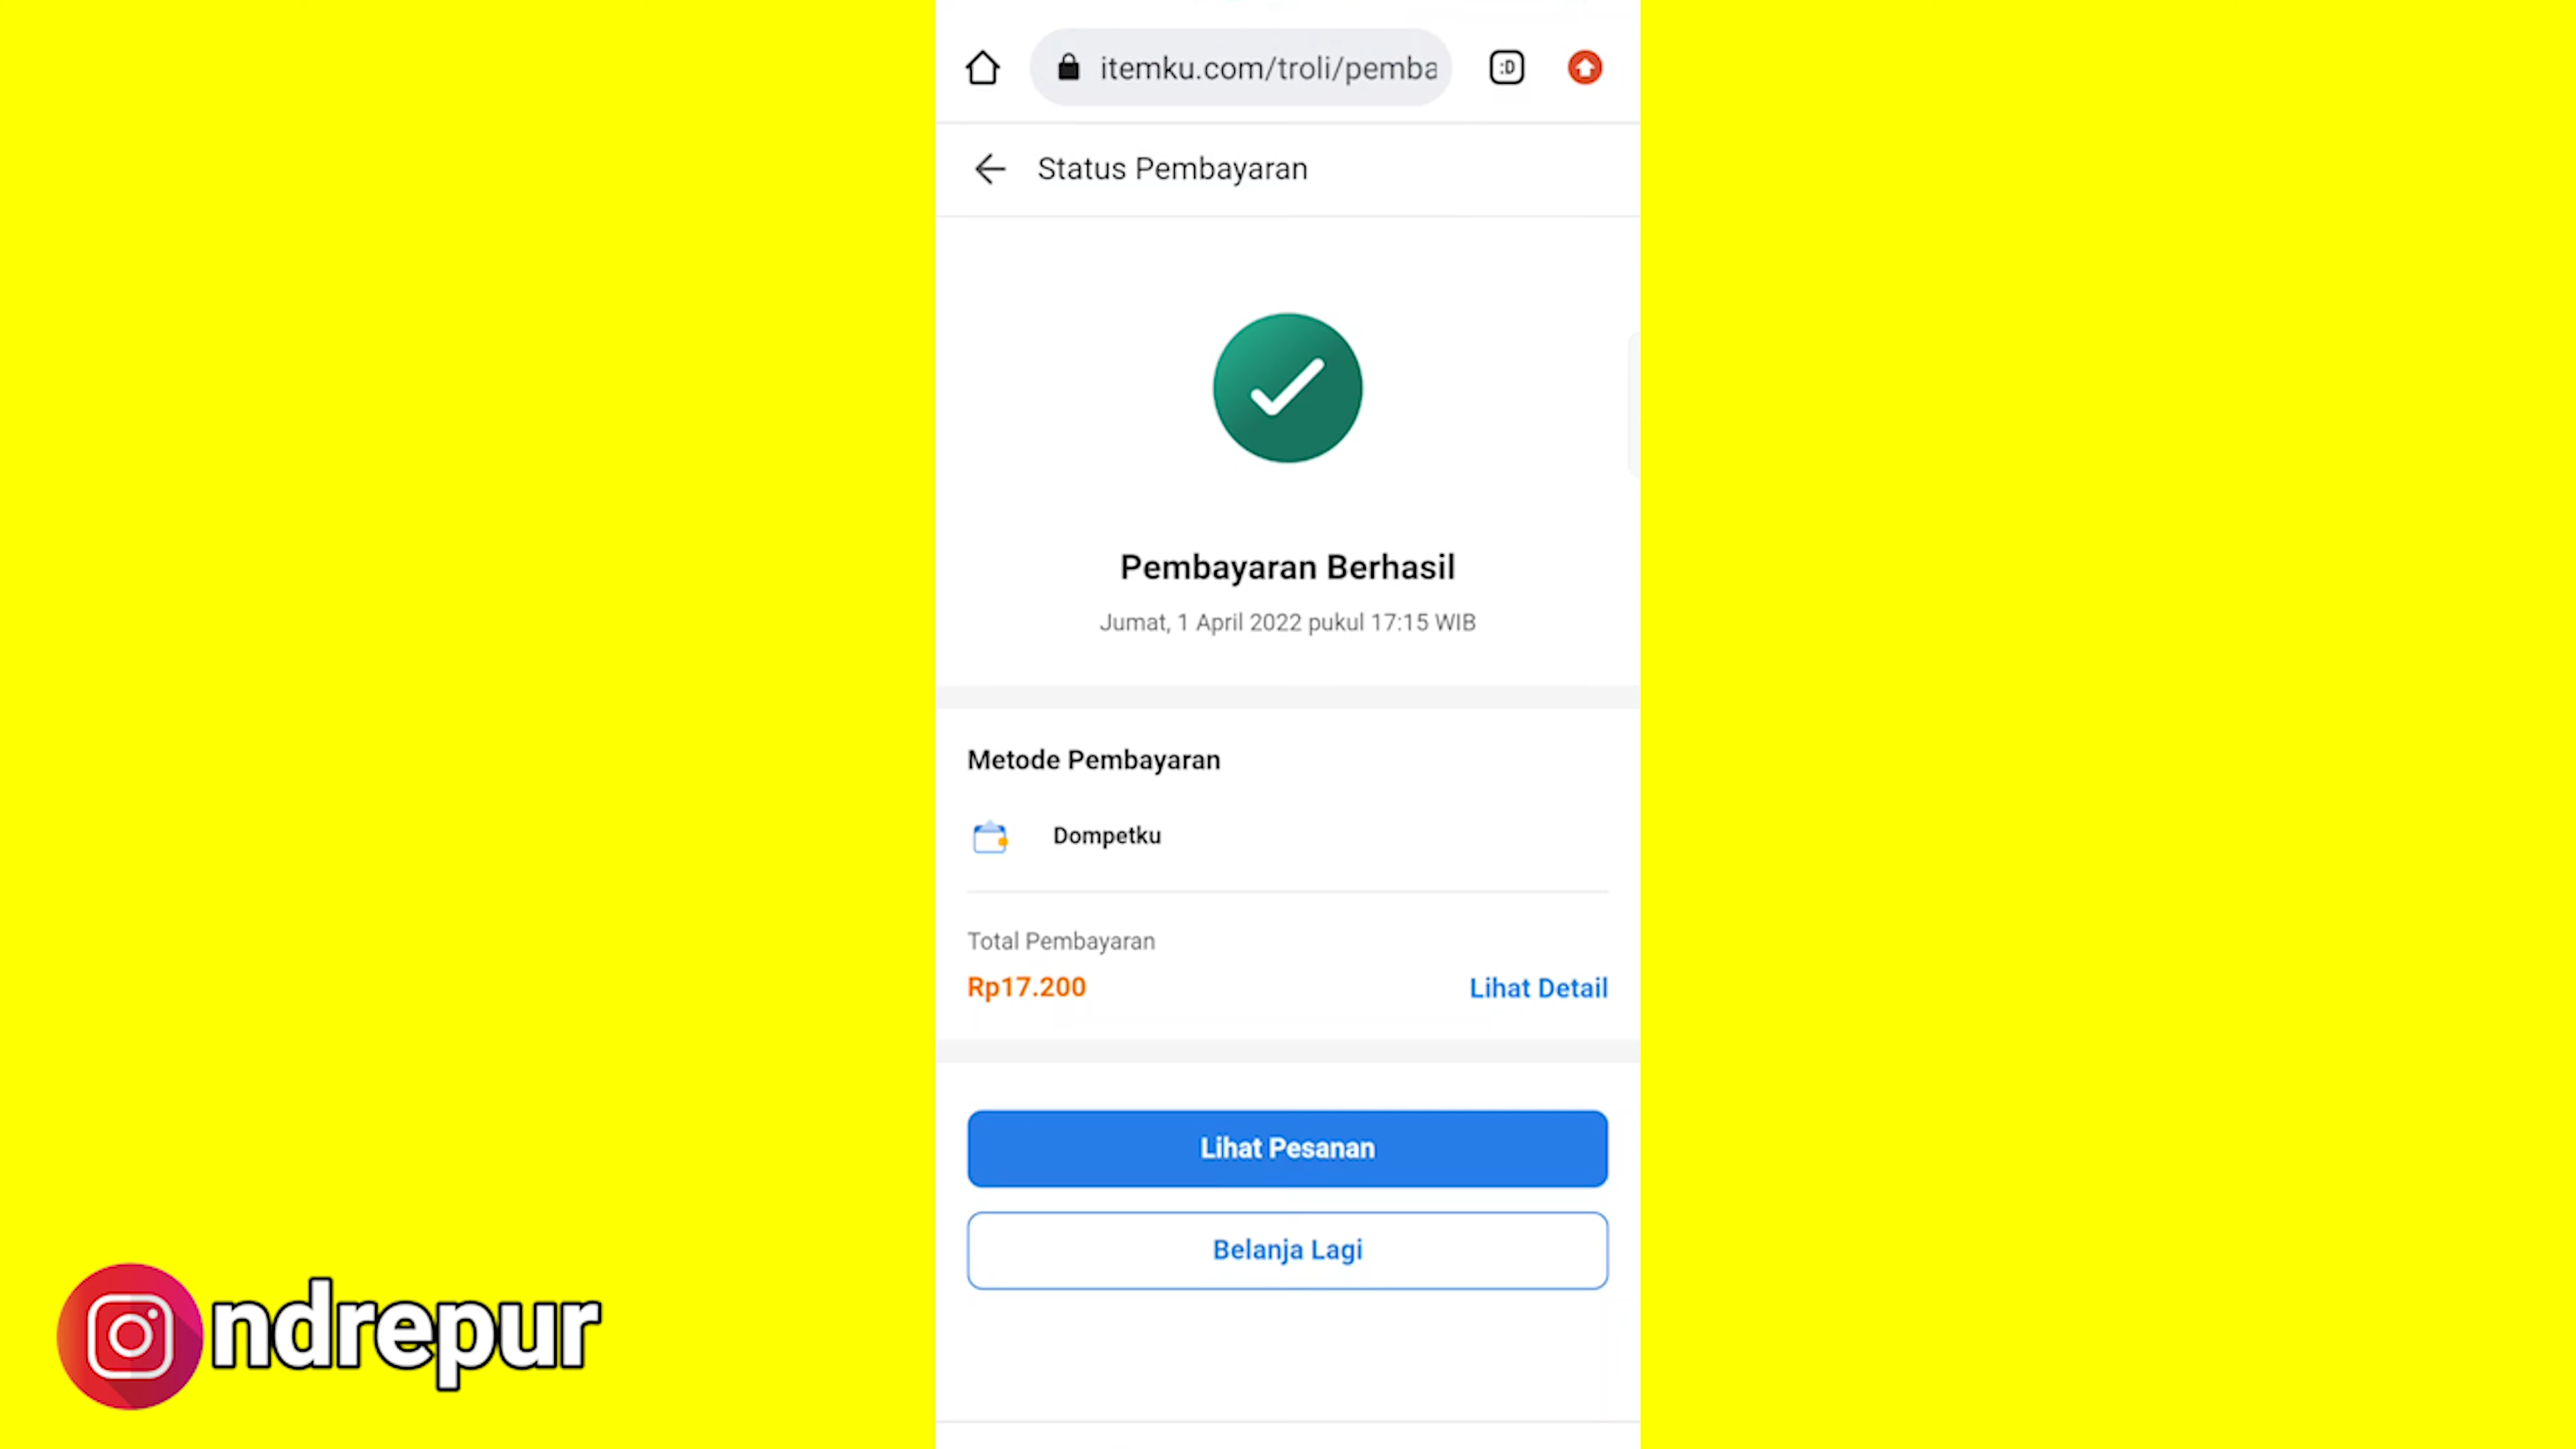 itemku.com/troli/pemba
:D
Status Pembayaran
Pembayaran Berhasil
Jumat, 1 April 2022 pukul 17:15 WIB
Metode Pembayaran
Dompetku
Total Pembayaran
Rp17.200
Lihat Detail
Lihat Pesanan
Belanja Lagi
ndrepur